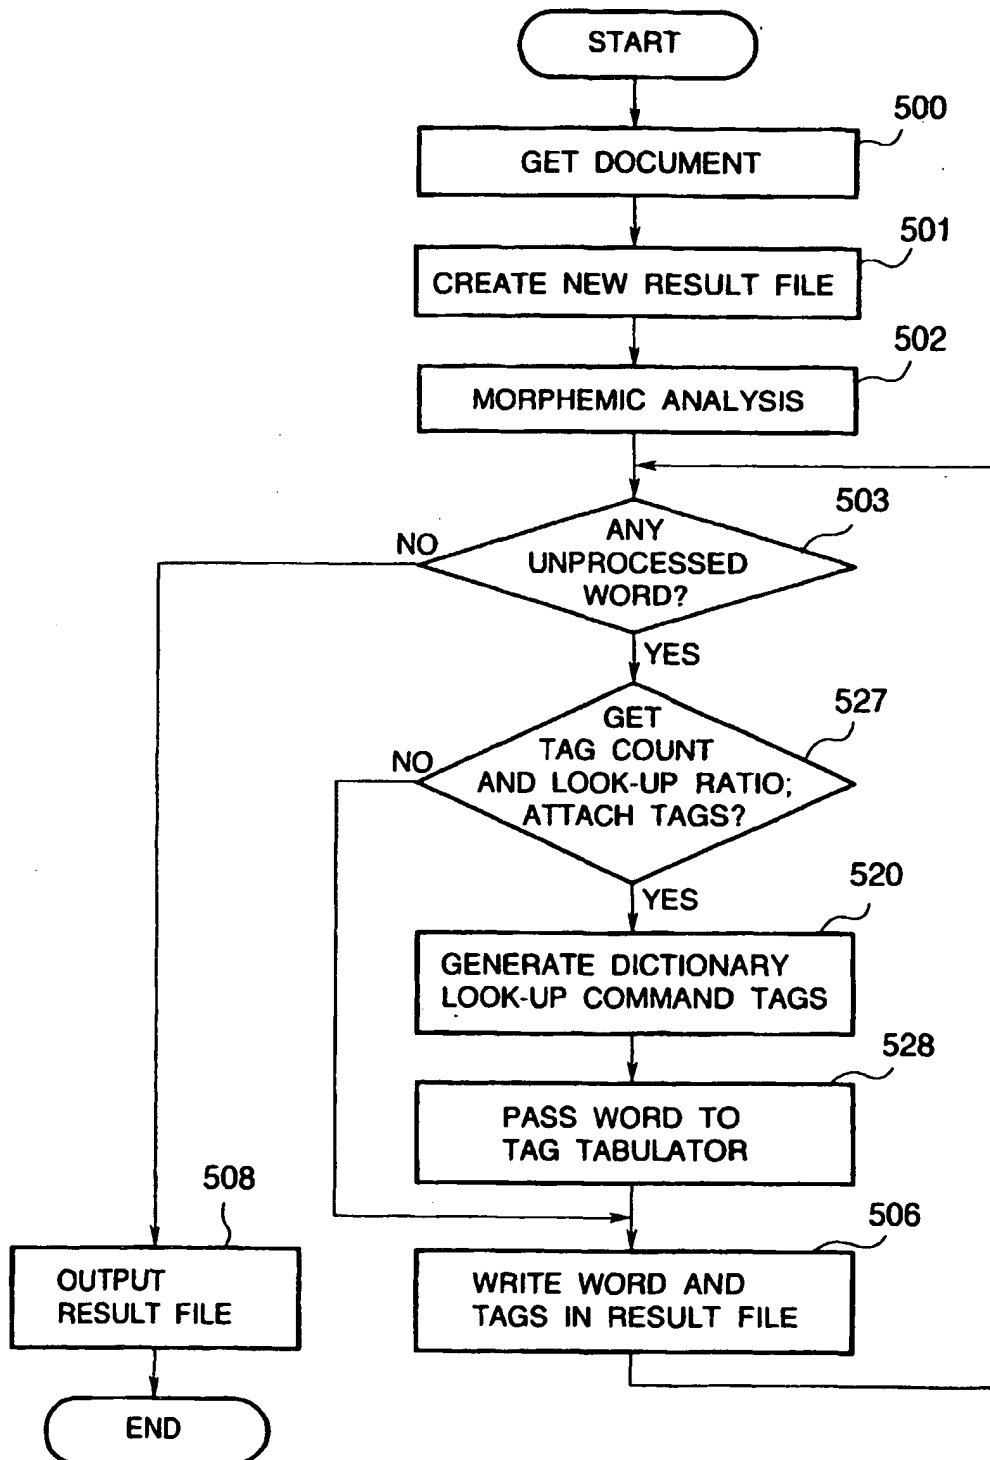 START
500
GET DOCUMENT
501
CREATE NEW RESULT FILE
502
MORPHEMIC ANALYSIS
503
NO
ANY
UNPROCESSED
WORD?
YES
527
NO
GET
TAG COUNT
AND LOOK-UP RATIO;
ATTACH TAGS?
YES
520
GENERATE DICTIONARY
LOOK-UP COMMAND TAGS
528
PASS WORD TO
TAG TABULATOR
508
506
OUTPUT
RESULT FILE
WRITE WORD AND
TAGS IN RESULT FILE
END